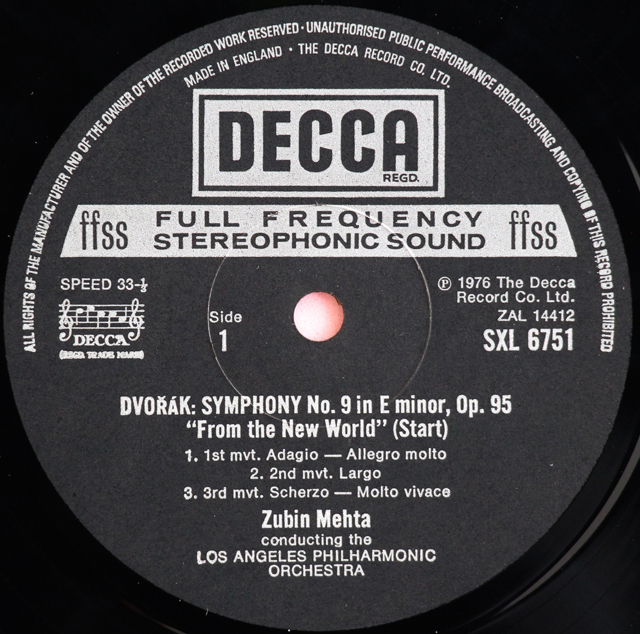 ALL RIGHTS OF THE MANUFACTURER AND OF THE OWNER OF THE RECORDED WORK RESERVED · UNAUTHORISED PUBLIC PERFORMANCE BROADCASTING AND COPYING OF THIS RECORD PROHIBITED
MADE IN ENGLAND · THE DECCA RECORD CO. LTD.
DECCA
REGD.
ffss FULL FREQUENCY STEREOPHONIC SOUND ffss
SPEED 33-⅓
DECCA
(REGD. TRADE MARK)
Side
1
℗ 1976 The Decca
Record Co. Ltd.
ZAL 14412
SXL 6751
DVOŘÁK: SYMPHONY No. 9 in E minor, Op. 95
"From the New World" (Start)
1. 1st mvt. Adagio — Allegro molto
2. 2nd mvt. Largo
3. 3rd mvt. Scherzo — Molto vivace
Zubin Mehta
conducting the
LOS ANGELES PHILHARMONIC
ORCHESTRA